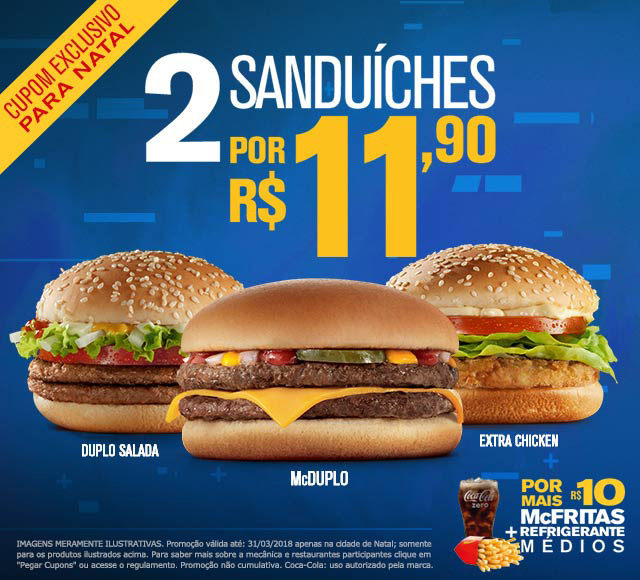 CUPOM EXCLUSIVO
PARA NATAL
2 SANDUÍCHES
POR
R$ 11,90
DUPLO SALADA
McDUPLO
EXTRA CHICKEN
Coca-Cola
zero
POR
MAIS R$ 10
McFRITAS
+REFRIGERANTE
MÉDIOS
IMAGENS MERAMENTE ILUSTRATIVAS. Promoção válida até: 31/03/2018 apenas na cidade de Natal; somente
para os produtos ilustrados acima. Para saber mais sobre a mecânica e restaurantes participantes clique em
"Pegar Cupons" ou acesse o regulamento. Promoção não cumulativa. Coca-Cola: uso autorizado pela marca.